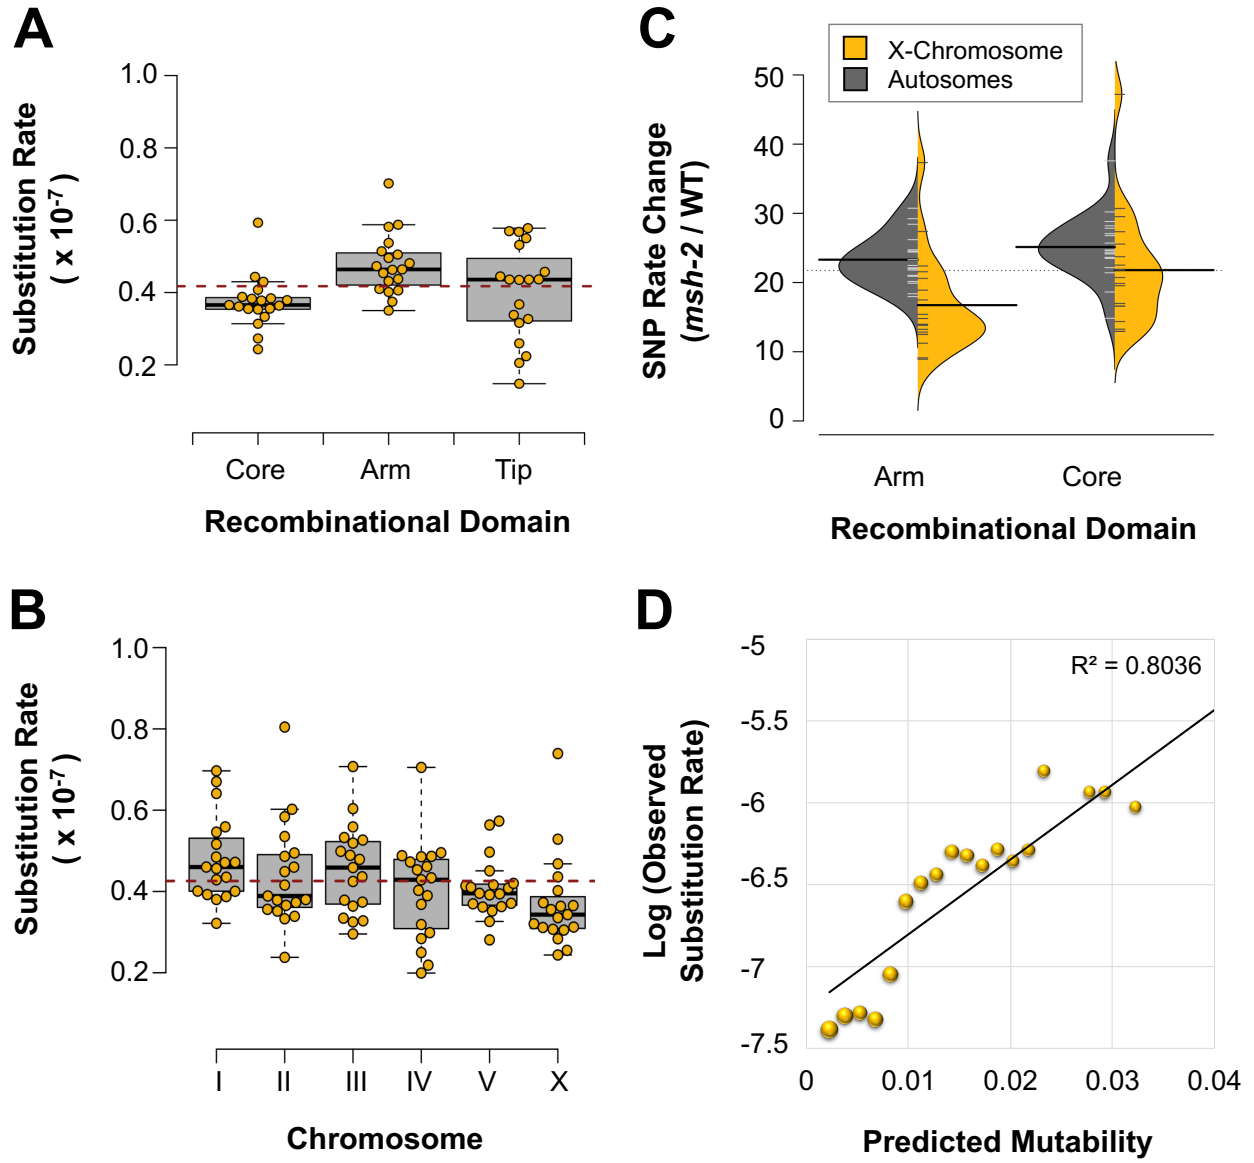 A
1.0
0.8
0.6
0.4
0.2
Substitution Rate
( x 10-7 )
Core Arm Tip
Recombinational Domain
C
X-Chromosome
Autosomes
50
40
30
20
10
0
SNP Rate Change
(msh-2 / WT)
Arm Core
Recombinational Domain
B
1.0
0.8
0.6
0.4
0.2
Substitution Rate
( x 10-7 )
I II III IV V X
Chromosome
D
-5
-5.5
-6
-6.5
-7
-7.5
R² = 0.8036
Log (Observed
Substitution Rate)
0 0.01 0.02 0.03 0.04
Predicted Mutability